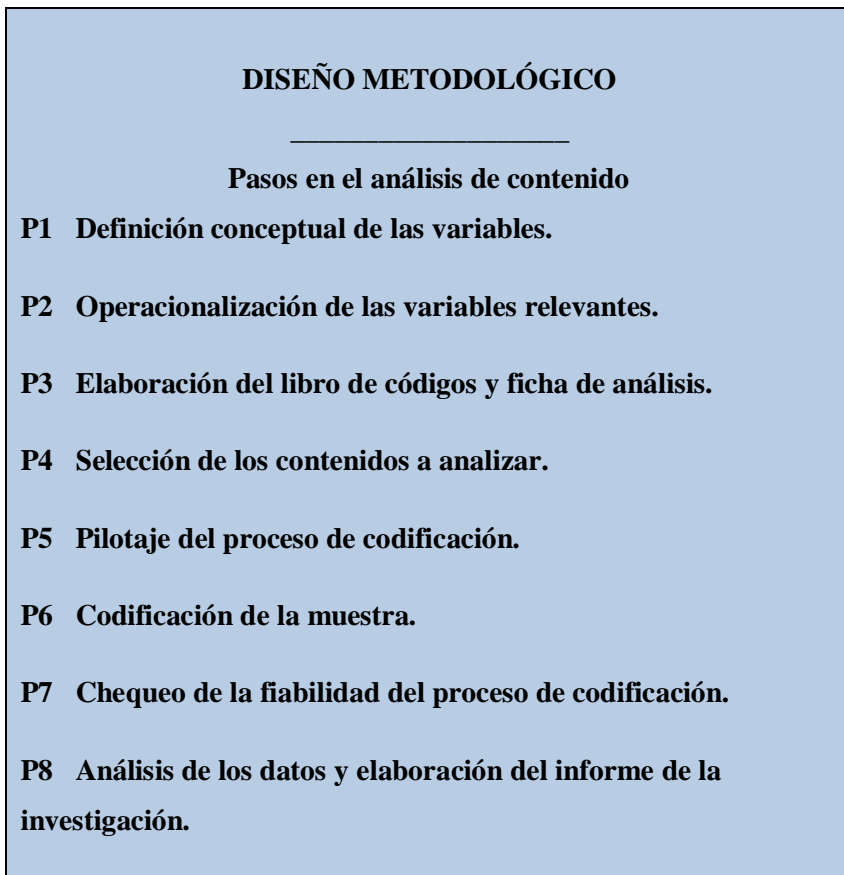 DISEÑO METODOLÓGICO
___________________
Pasos en el análisis de contenido
P1 Definición conceptual de las variables.
P2 Operacionalización de las variables relevantes.
P3 Elaboración del libro de códigos y ficha de análisis.
P4 Selección de los contenidos a analizar.
P5 Pilotaje del proceso de codificación.
P6 Codificación de la muestra.
P7 Chequeo de la fiabilidad del proceso de codificación.
P8 Análisis de los datos y elaboración del informe de la
investigación.